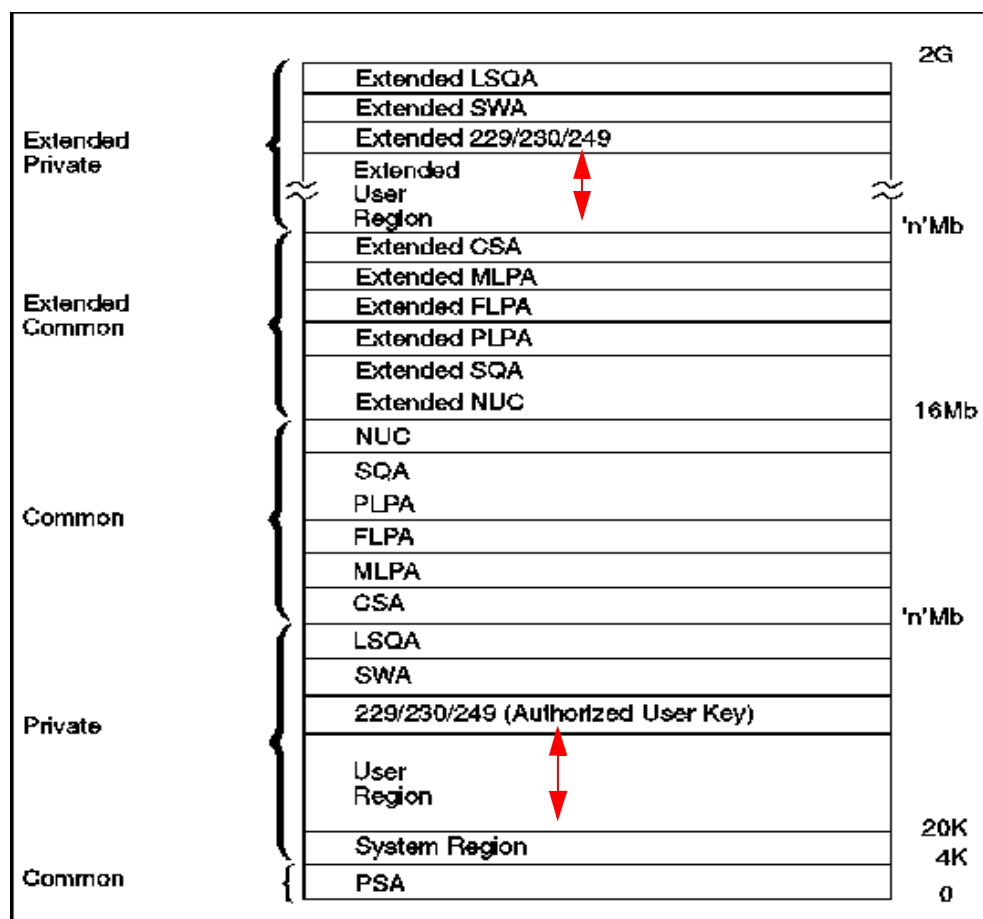 2G
Extended LSQA
Extended SWA
Extended 229/230/249
Extended
Private
Extended
User
Region
'n'Mb
Extended CSA
Extended MLPA
Extended
Common
Extended FLPA
Extended PLPA
Extended SQA
Extended NUC
16Mb
NUC
SQA
PLPA
Common
FLPA
MLPA
CSA
'n'Mb
LSQA
SWA
Private
229/230/249 (Authorized User Key)
User
Region
20K
System Region
4K
Common
PSA
0